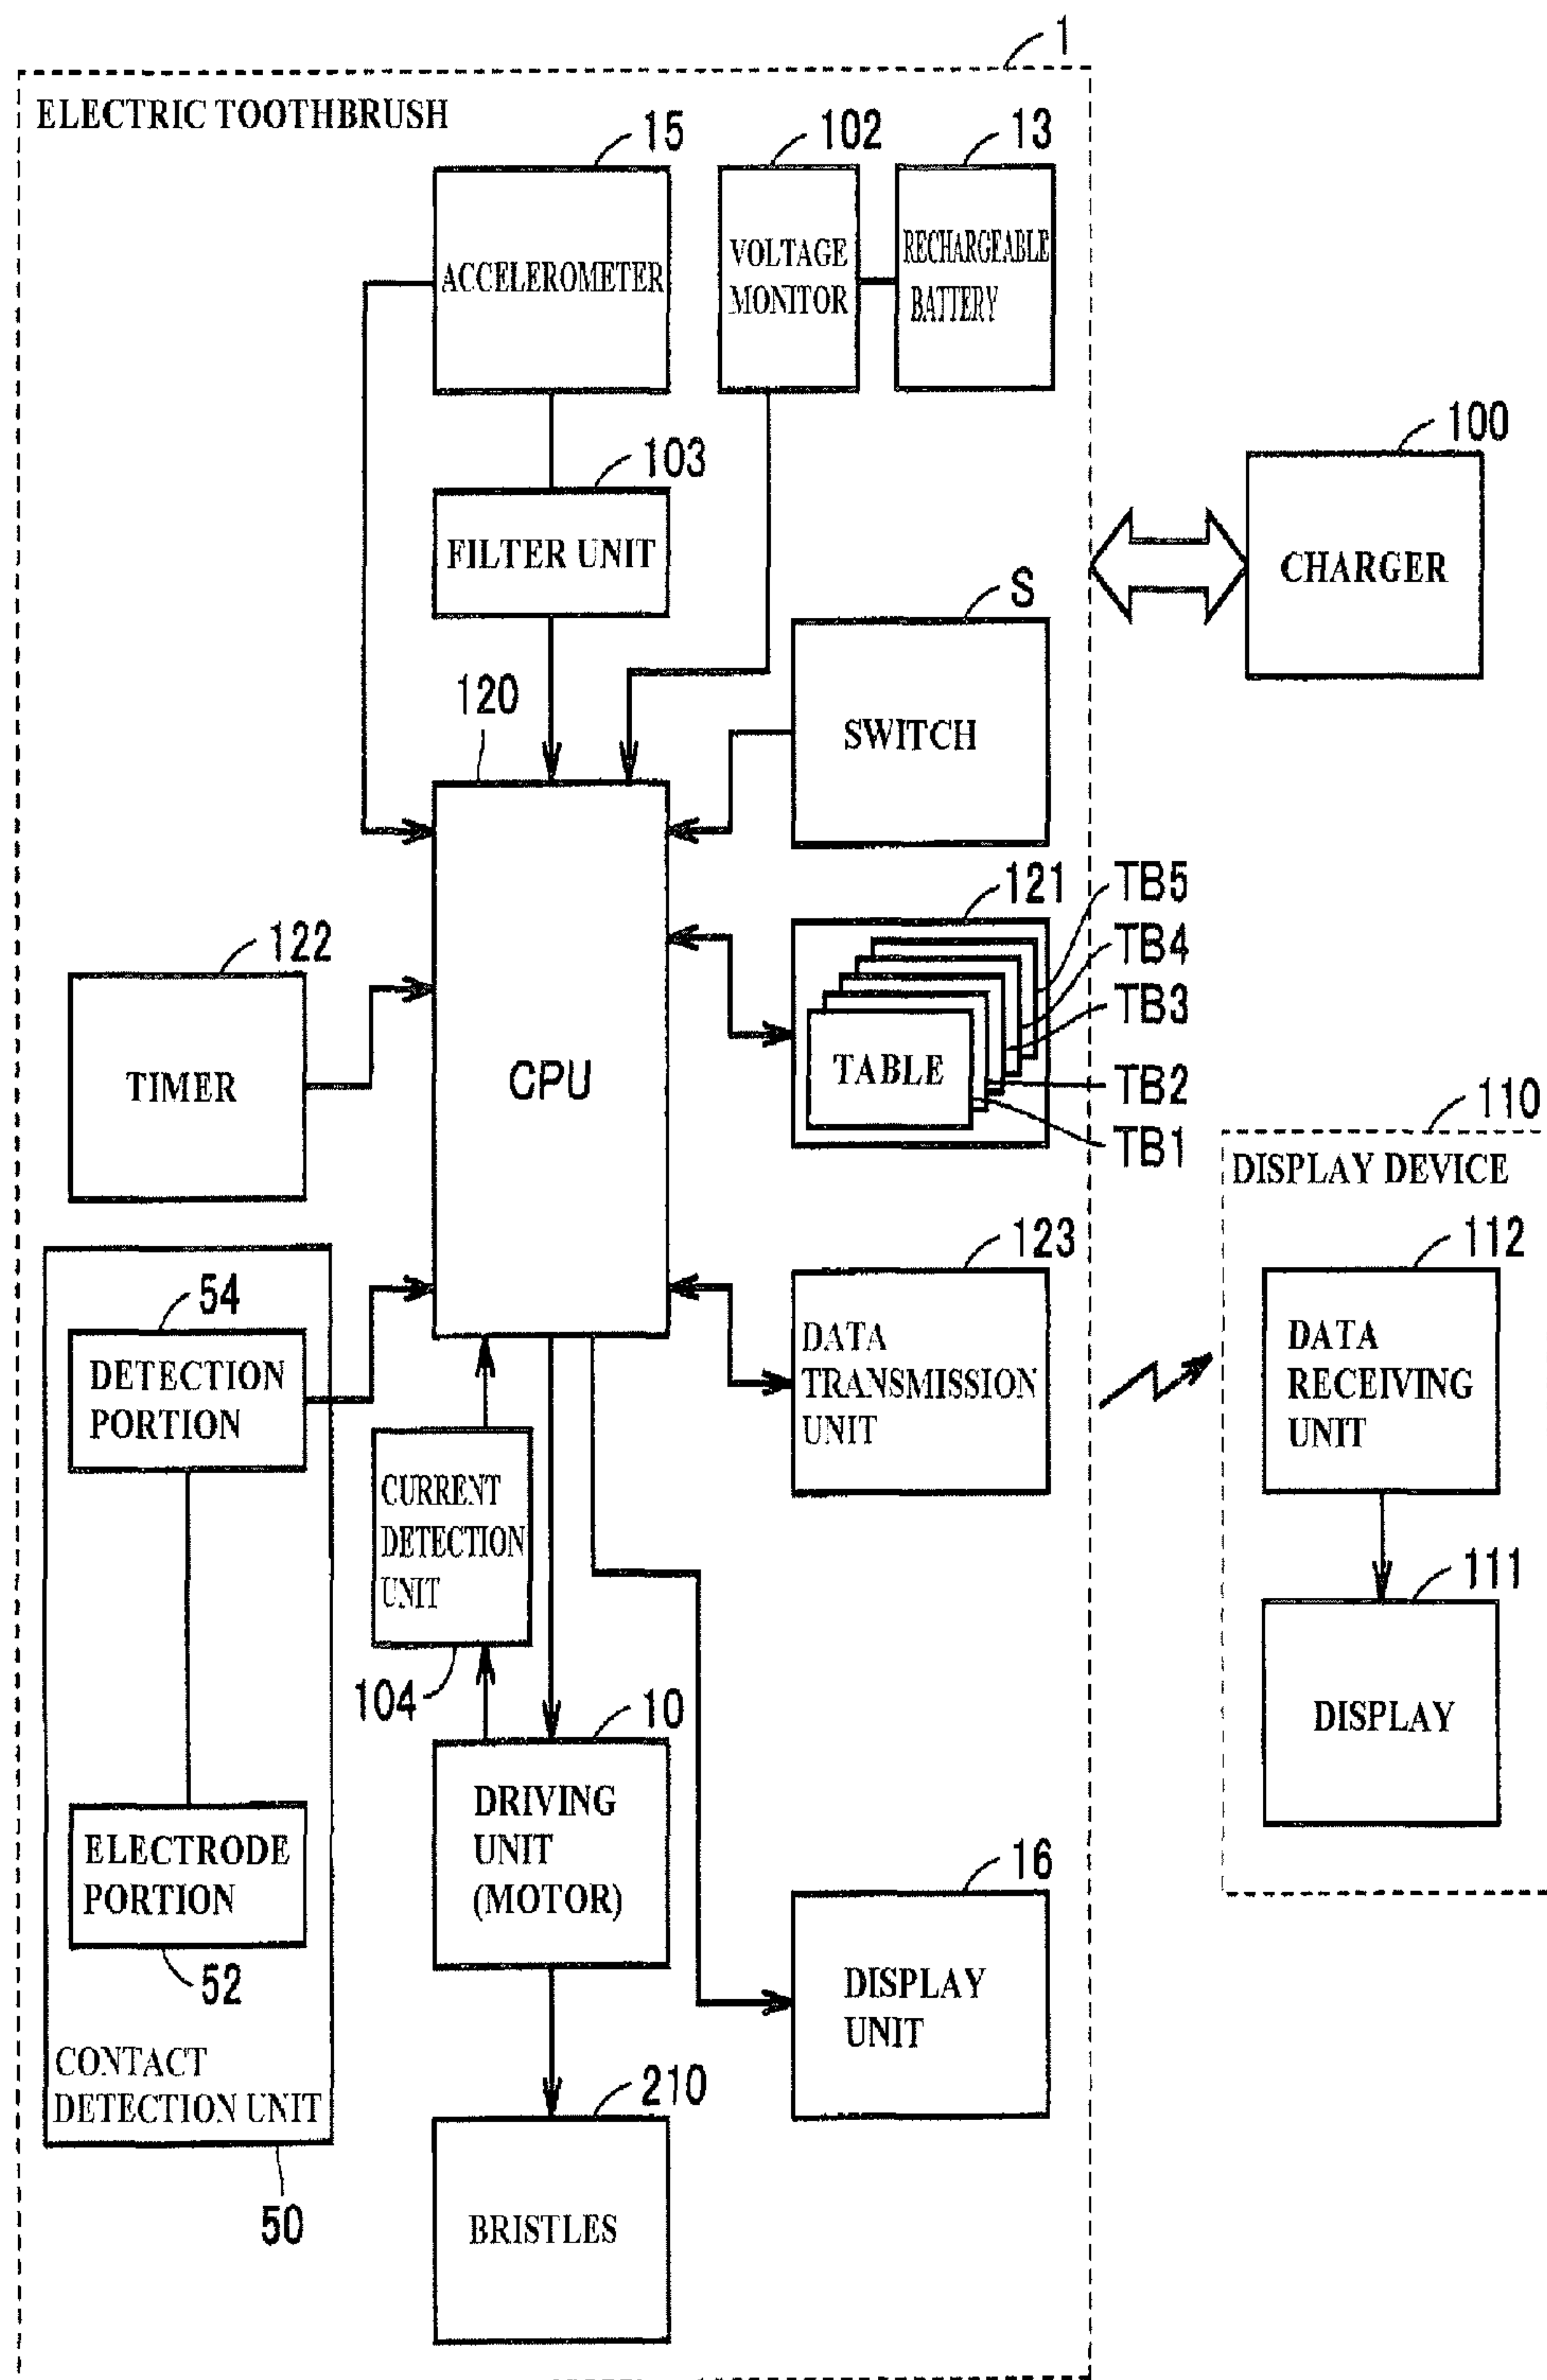 1
ELECTRIC TOOTHBRUSH
15
102
13
ACCELEROMETER
VOLTAGE
MONITOR
RECHARGEABLE
BATTERY
103
FILTER UNIT
100
CHARGER
S
SWITCH
120
CPU
121
TB5
TB4
TB3
TB2
TB1
TABLE
122
TIMER
110
DISPLAY DEVICE
123
DATA
TRANSMISSION
UNIT
112
DATA
RECEIVING
UNIT
54
DETECTION
PORTION
CURRENT
DETECTION
UNIT
104
111
DISPLAY
10
DRIVING
UNIT
(MOTOR)
ELECTRODE
PORTION
52
16
DISPLAY
UNIT
CONTACT
DETECTION UNIT
50
210
BRISTLES